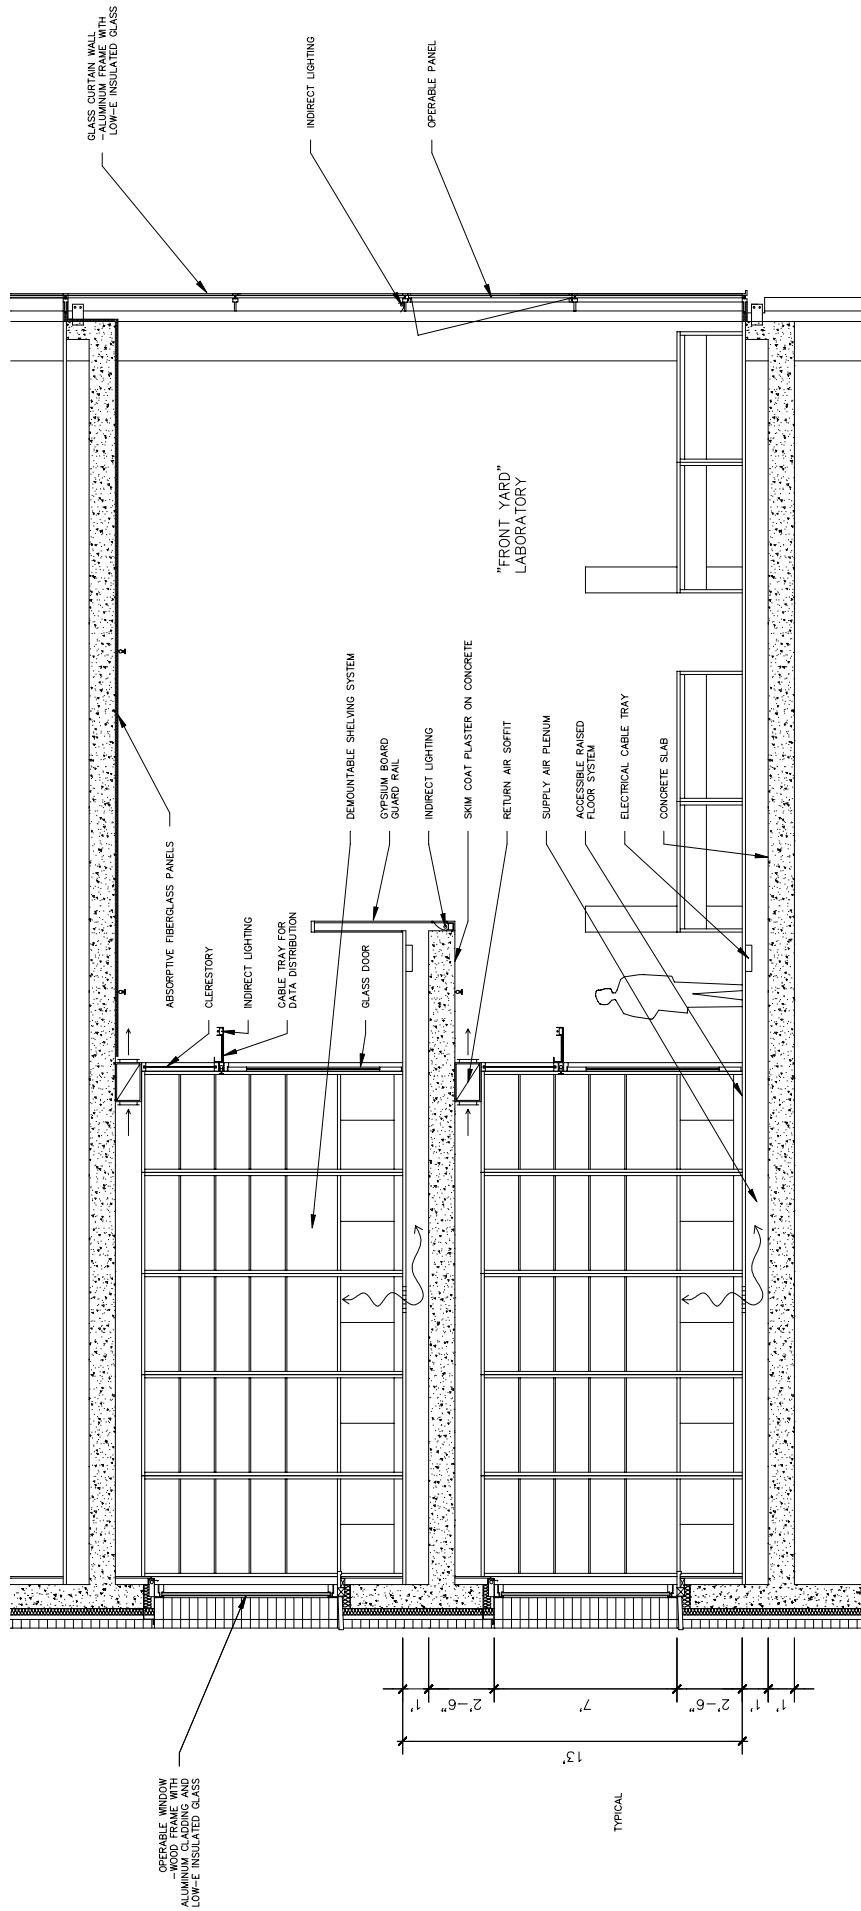 GLASS CURTAIN WALL
-ALUMINUM FRAME WITH
LOW-E INSULATED GLASS
INDIRECT LIGHTING
OPERABLE PANEL
"FRONT YARD"
LABORATORY
ABSORPTIVE FIBERGLASS PANELS
CLERESTORY
INDIRECT LIGHTING
CABLE TRAY FOR
DATA DISTRIBUTION
GLASS DOOR
DEMOUNTABLE SHELVING SYSTEM
GYPSIUM BOARD
GUARD RAIL
INDIRECT LIGHTING
SKIM COAT PLASTER ON CONCRETE
RETURN AIR SOFFIT
SUPPLY AIR PLENUM
ACCESSIBLE RAISED
FLOOR SYSTEM
ELECTRICAL CABLE TRAY
CONCRETE SLAB
1'
2'-6"
7'
2'-6"
1'
1'
13'
OPERABLE WINDOW
-WOOD FRAME WITH
ALUMINUM CLADDING AND
LOW-E INSULATED GLASS
TYPICAL